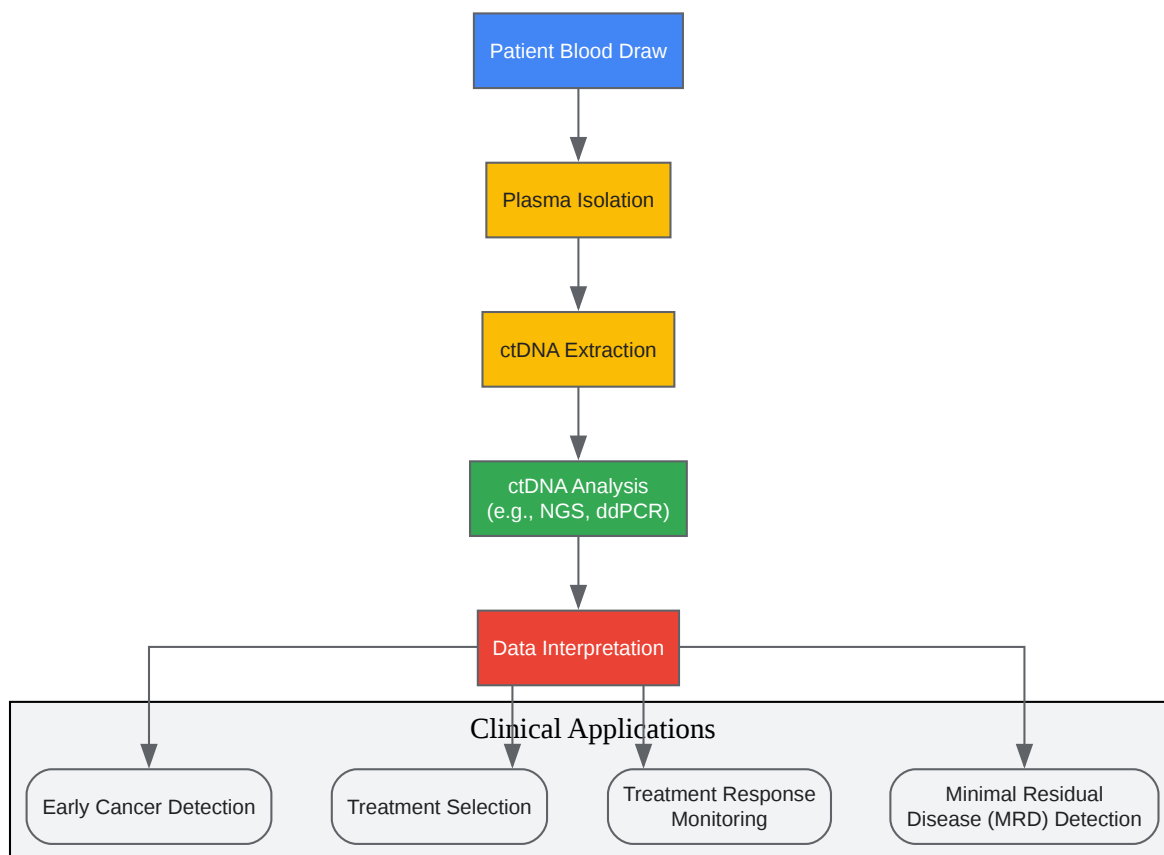 Patient Blood Draw
Plasma Isolation
ctDNA Extraction
ctDNA Analysis
(e.g., NGS, ddPCR)
Data Interpretation
Clinical Applications
Early Cancer Detection
Treatment Selection
Treatment Response
Monitoring
Minimal Residual
Disease (MRD) Detection